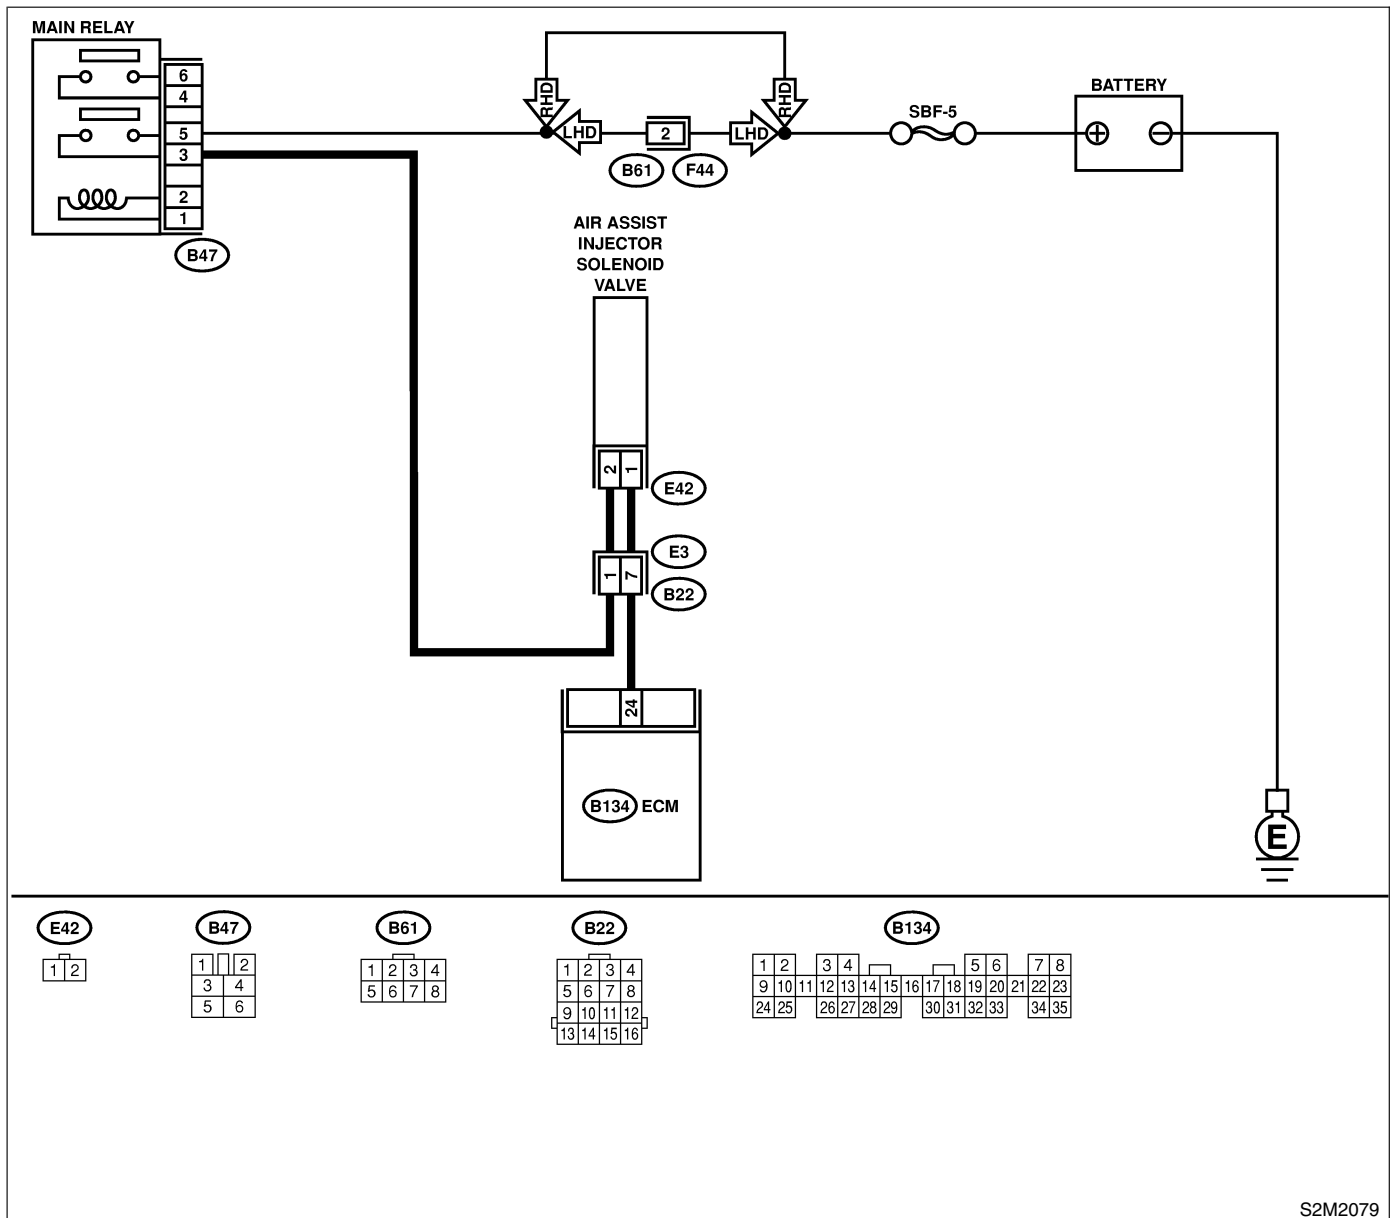 MAIN RELAY
6
4
5
3
2
1
B47
RHD
LHD
2
LHD
RHD
B61
F44
SBF-5
BATTERY
AIR ASSIST
INJECTOR
SOLENOID
VALVE
2 1
E42
E3
1 7
B22
24
B134 ECM
E
E42
1 2
B47
1 2
3 4
5 6
B61
1 2 3 4
5 6 7 8
B22
1 2 3 4
5 6 7 8
9 10 11 12
13 14 15 16
B134
1 2 3 4 5 6 7 8
9 10 11 12 13 14 15 16 17 18 19 20 21 22 23
24 25 26 27 28 29 30 31 32 33 34 35
S2M2079